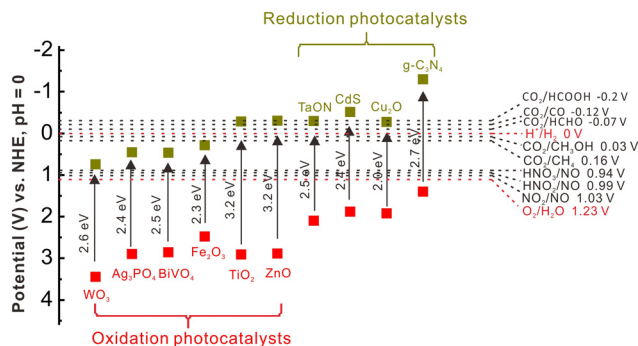 Reduction photocatalysts
Potential (V) vs. NHE, pH = 0
-2
-1
0
1
2
3
4
g-C₃N₄
TaON
CdS
Cu₂O
2.6 eV
2.4 eV
2.5 eV
2.3 eV
3.2 eV
3.2 eV
2.5 eV
2.4 eV
2.7 eV
WO₃
Ag₃PO₄
BiVO₄
Fe₂O₃
TiO₂
ZnO
Oxidation photocatalysts
CO₂/HCOOH -0.2 V
CO₂/CO -0.12 V
CO₂/HCHO -0.07 V
H⁺/H₂ 0 V
CO₂/CH₃OH 0.03 V
CO₂/CH₄ 0.16 V
HNO₃/NO 0.94 V
HNO₂/NO 0.99 V
NO₂/NO 1.03 V
O₂/H₂O 1.23 V